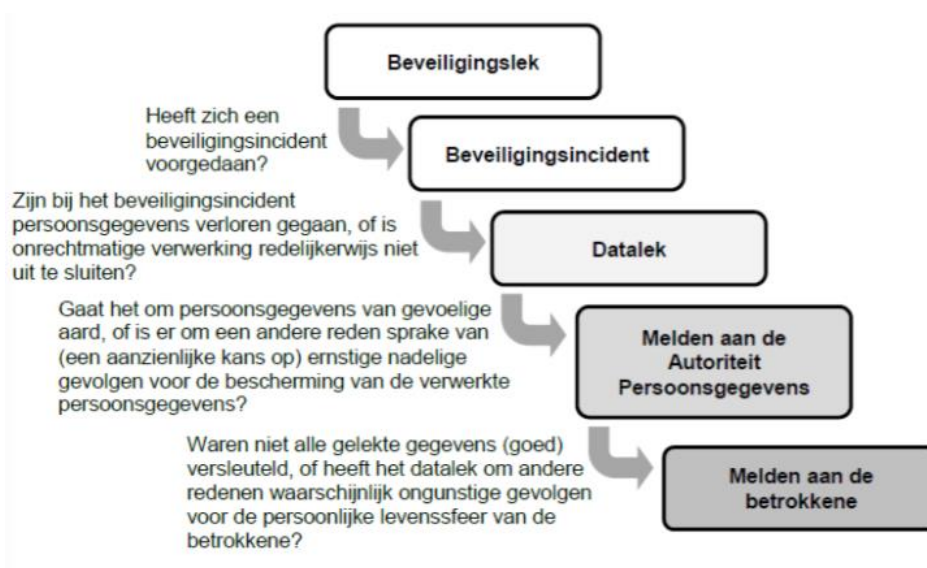 Beveiligingslek
Heeft zich een
beveiligingsincident
voorgedaan?
Beveiligingsincident
Zijn bij het beveiligingsincident
persoonsgegevens verloren gegaan, of is
onrechtmatige verwerking redelijkerwijs niet
uit te sluiten?
Datalek
Gaat het om persoonsgegevens van gevoelige
aard, of is er om een andere reden sprake van
(een aanzienlijke kans op) ernstige nadelige
gevolgen voor de bescherming van de verwerkte
persoonsgegevens?
Melden aan de
Autoriteit
Persoonsgegevens
Waren niet alle gelekte gegevens (goed)
versleuteld, of heeft het datalek om andere
redenen waarschijnlijk ongunstige gevolgen
voor de persoonlijke levenssfeer van de
betrokkene?
Melden aan de
betrokkene